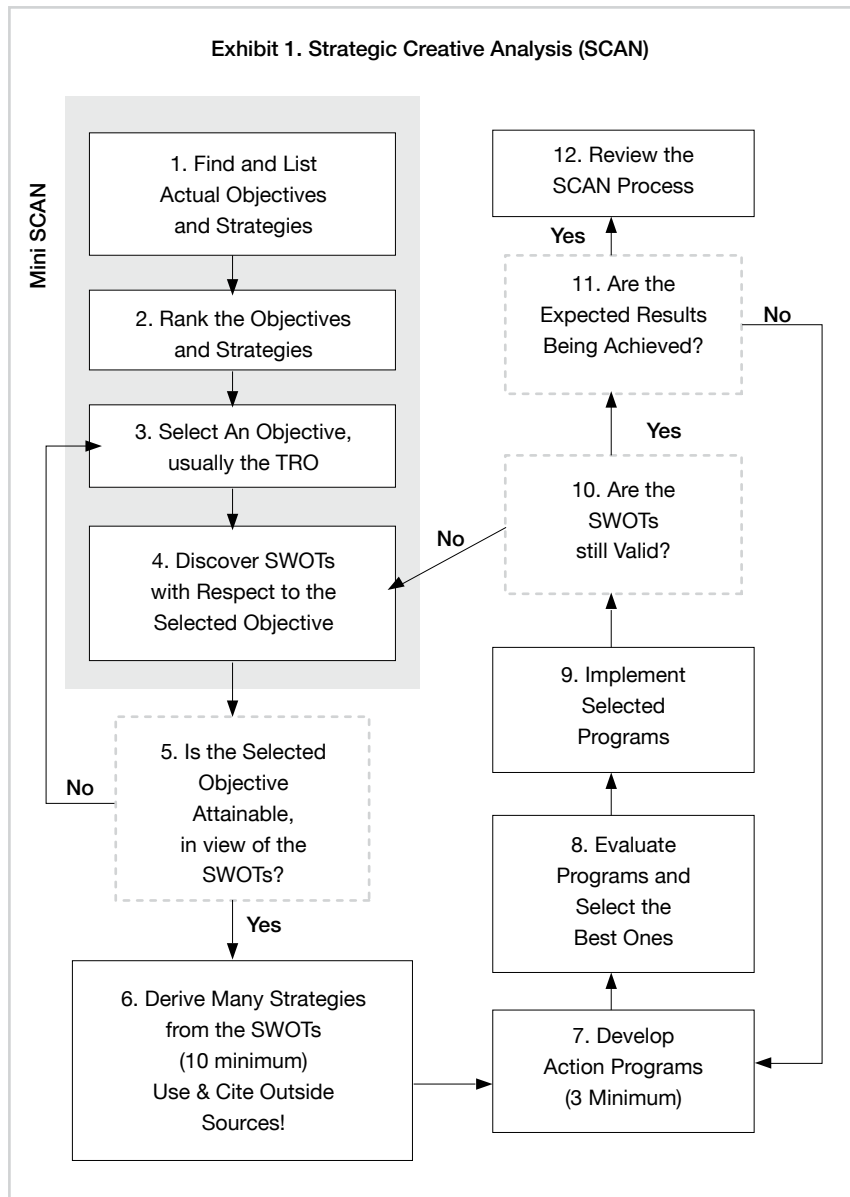 Exhibit 1. Strategic Creative Analysis (SCAN)
Mini SCAN
1. Find and List
Actual Objectives
and Strategies
2. Rank the Objectives
and Strategies
3. Select An Objective,
usually the TRO
4. Discover SWOTs
with Respect to the
Selected Objective
5. Is the Selected
Objective
Attainable,
in view of the
SWOTs?
No
Yes
6. Derive Many Strategies
from the SWOTs
(10 minimum)
Use & Cite Outside
Sources!
7. Develop
Action Programs
(3 Minimum)
8. Evaluate
Programs and
Select the
Best Ones
9. Implement
Selected
Programs
10. Are the
SWOTs
still Valid?
No
Yes
11. Are the
Expected Results
Being Achieved?
No
Yes
12. Review the
SCAN Process